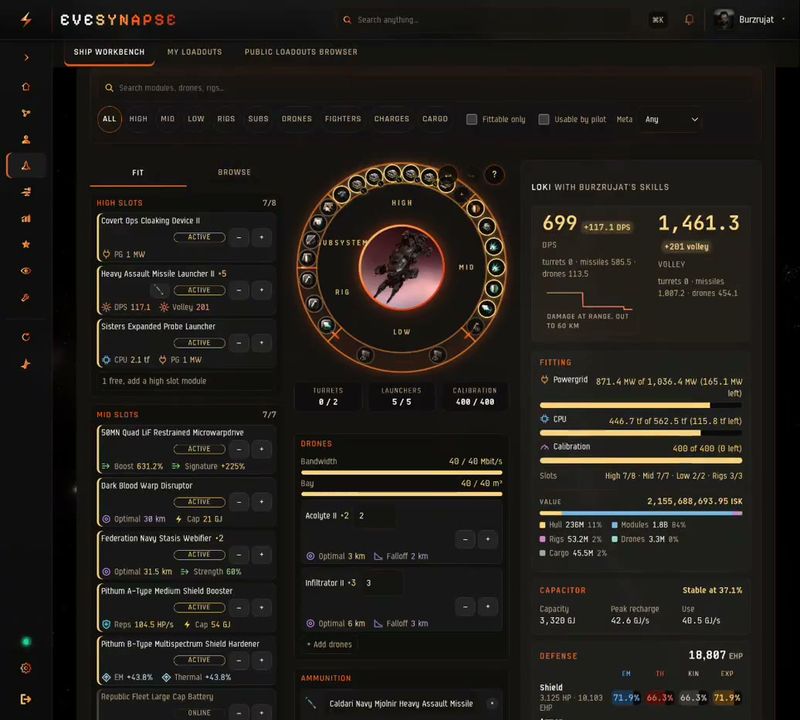 EVESYNAPSE
Search anything...
⌘K
Burzrujat
SHIP WORKBENCH
MY LOADOUTS
PUBLIC LOADOUTS BROWSER
Search modules, drones, rigs...
ALL HIGH MID LOW RIGS SUBS DRONES FIGHTERS CHARGES CARGO Fittable only Usable by pilot Meta Any
FIT BROWSE
HIGH SLOTS 7/8
Covert Ops Cloaking Device II
ACTIVE - +
PG 1 MW
Heavy Assault Missile Launcher II ×5
ACTIVE - +
DPS 117.1 Volley 201
Sisters Expanded Probe Launcher
ACTIVE - +
CPU 2.1 tf PG 1 MW
1 free, add a high slot module
MID SLOTS 7/7
50MN Quad LiF Restrained Microwarpdrive
ACTIVE - +
Boost 631.2% Signature +225%
Dark Blood Warp Disruptor
ACTIVE - +
Optimal 30 km Cap 21 GJ
Federation Navy Stasis Webifier ×2
ACTIVE - +
Optimal 31.5 km Strength 60%
Pithum A-Type Medium Shield Booster
ACTIVE - +
Reps 104.5 HP/s Cap 54 GJ
Pithum B-Type Multispectrum Shield Hardener
ACTIVE - +
EM +43.8% Thermal +43.8%
Republic Fleet Large Cap Battery
ONLINE - +
?
HIGH
UBSYSTEM
MID
RIG
LOW
TURRETS
0 / 2
LAUNCHERS
5 / 5
CALIBRATION
400 / 400
DRONES
Bandwidth 40 / 40 Mbit/s
Bay 40 / 40 m³
Acolyte II ×2 2
- +
Optimal 3 km Falloff 2 km
Infiltrator II ×3 3
- +
Optimal 6 km Falloff 3 km
+ Add drones
AMMUNITION
Caldari Navy Mjolnir Heavy Assault Missile
LOKI WITH BURZRUJAT'S SKILLS
699 +117.1 DPS
DPS
turrets 0 · missiles 585.5 ·
drones 113.5
DAMAGE AT RANGE, OUT
TO 60 KM
1,461.3
+201 volley
VOLLEY
turrets 0 · missiles
1,007.2 · drones 454.1
FITTING
Powergrid 871.4 MW of 1,036.4 MW (165.1 MW
left)
CPU 446.7 tf of 562.5 tf (115.8 tf left)
Calibration 400 of 400 (0 left)
Slots High 7/8 · Mid 7/7 · Low 2/2 · Rigs 3/3
VALUE 2,155,688,693.95 ISK
Hull 236M 11% Modules 1.8B 84%
Rigs 53.2M 2% Drones 3.3M 0%
Cargo 45.5M 2%
CAPACITOR Stable at 37.1%
Capacity Peak recharge Use
3,320 GJ 42.6 GJ/s 40.5 GJ/s
DEFENSE 18,807 EHP
EM TH KIN EXP
Shield
3,125 HP · 10,103
EHP
71.9% 66.3% 66.3% 71.9%